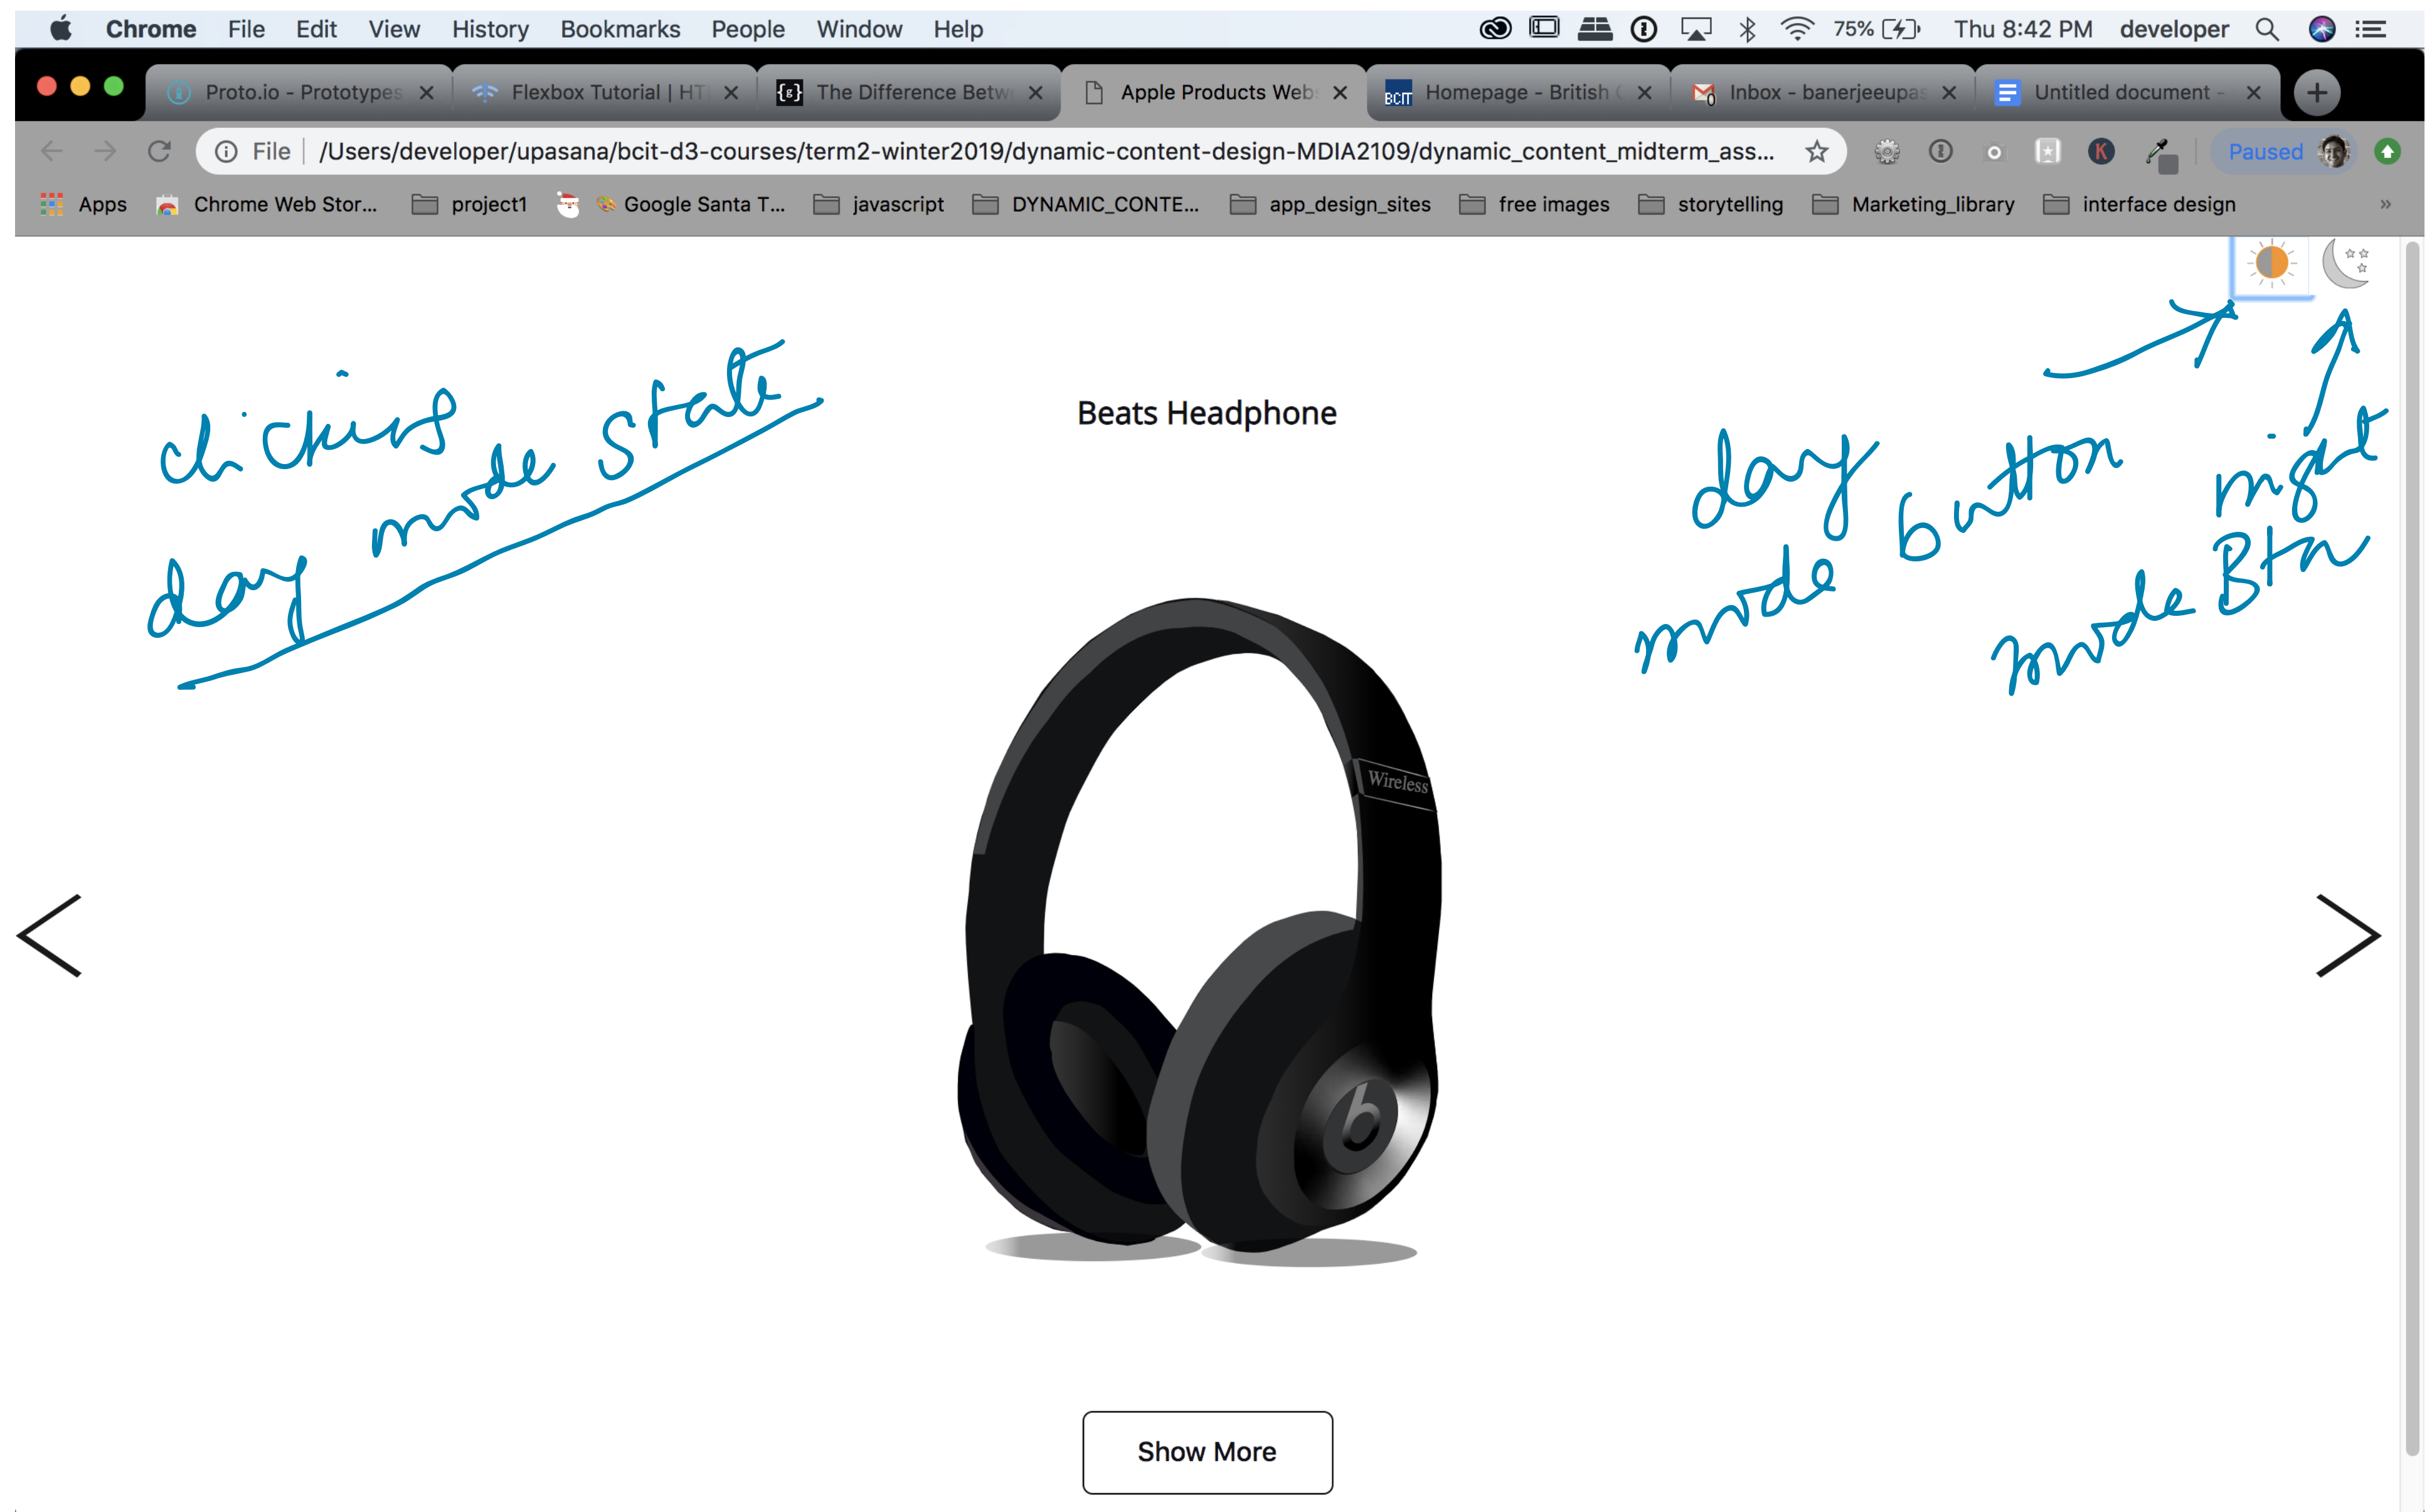 Chrome File Edit View History Bookmarks People Window Help 75% Thu 8:42 PM developer
Proto.io - Prototypes Flexbox Tutorial | HT {g} The Difference Betw Apple Products Web BCIT Homepage - British Inbox - banerjeeupas Untitled document -
File /Users/developer/upasana/bcit-d3-courses/term2-winter2019/dynamic-content-design-MDIA2109/dynamic_content_midterm_ass... K Paused
Apps Chrome Web Stor... project1 Google Santa T... javascript DYNAMIC_CONTE... app_design_sites free images storytelling Marketing_library interface design »
clicking
day mode state
Beats Headphone
day
mode button
night
mode Btn
Wireless
b
Show More